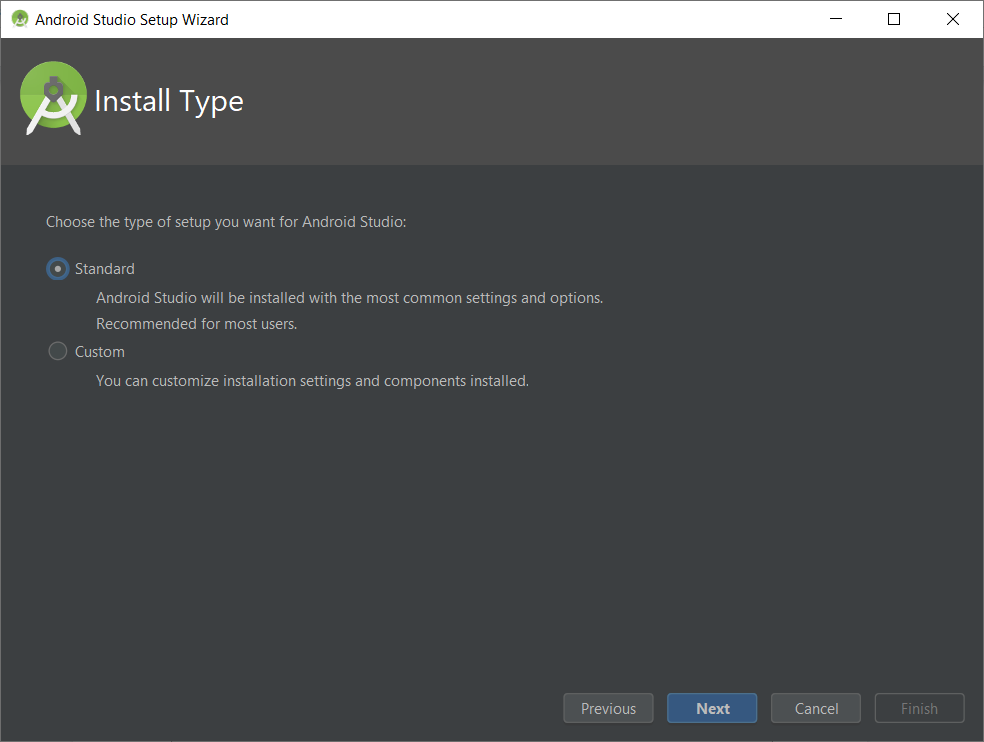 Android Studio Setup Wizard
Install Type
Choose the type of setup you want for Android Studio:
Standard
Android Studio will be installed with the most common settings and options.
Recommended for most users.
Custom
You can customize installation settings and components installed.
Previous Next Cancel Finish